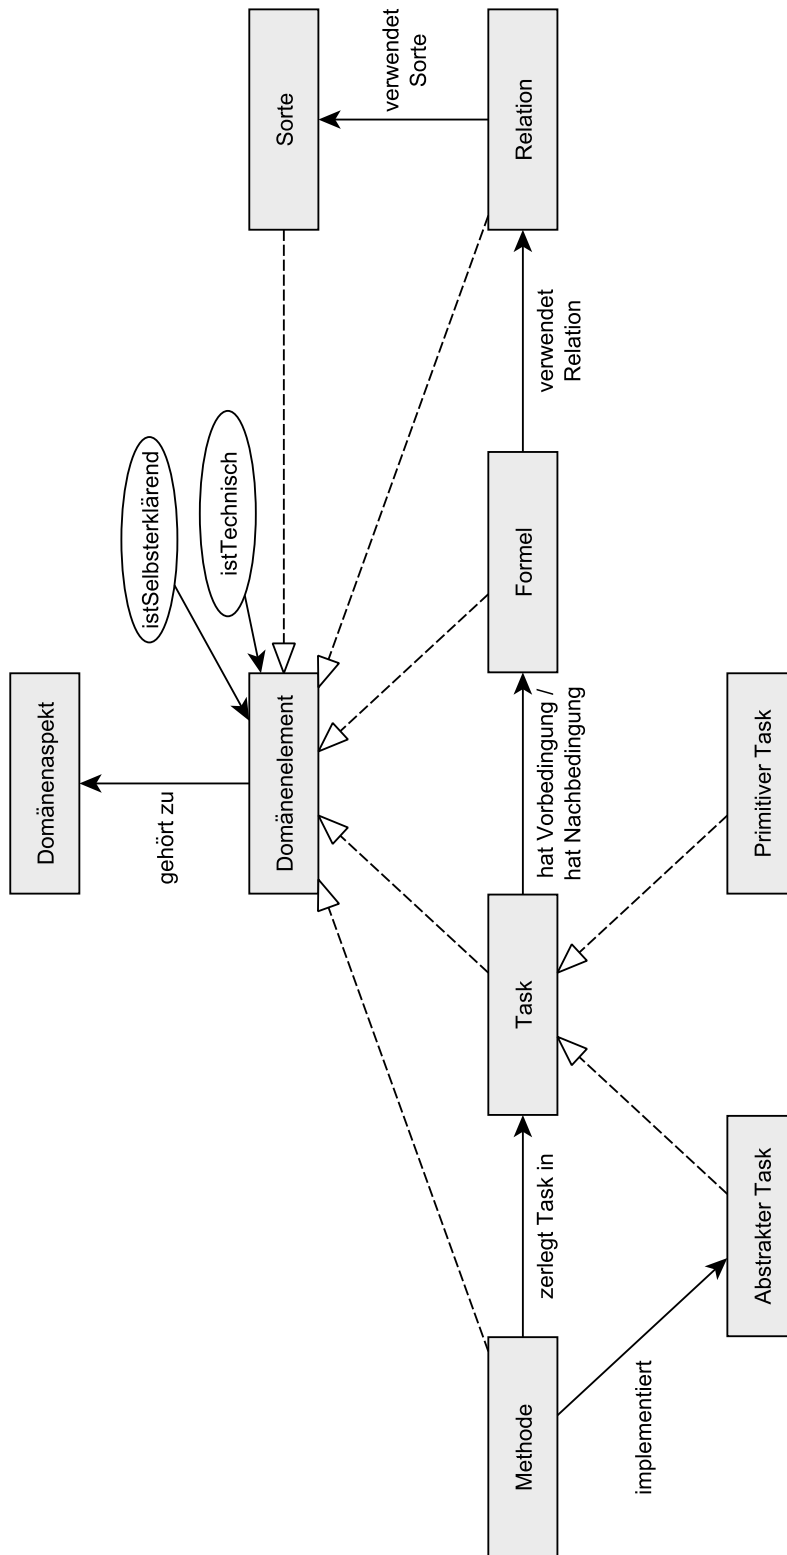 Domänenaspekt
gehört zu
istSelbsterklärend
istTechnisch
Domänenelement
Sorte
verwendet
Sorte
Methode
zerlegt Task in
Task
hat Vorbedingung /
hat Nachbedingung
Formel
verwendet
Relation
Relation
implementiert
Abstrakter Task
Primitiver Task